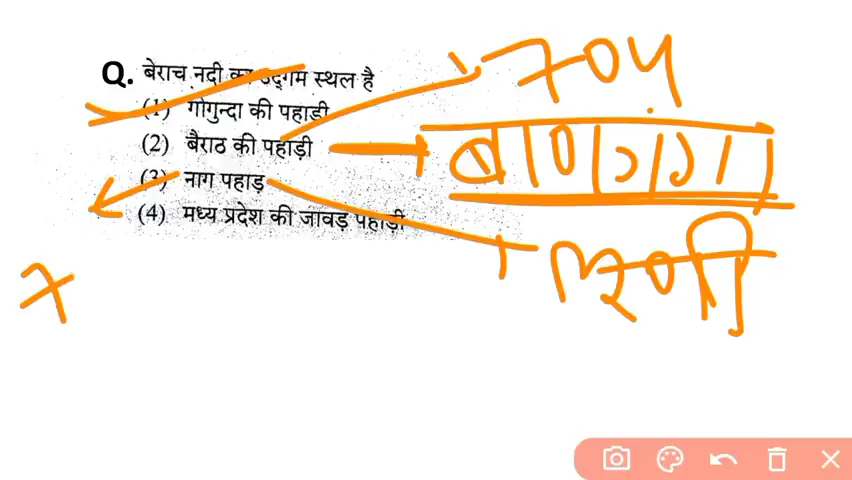 Q. बेराच नदी का उद्गम स्थल है
(1) गोगुन्दा की पहाडी
(2) बैराठ की पहाड़ी
(3) नाग पहाड़
(4) मध्य प्रदेश की जावड़ पहाड़ी
बाणगंगा